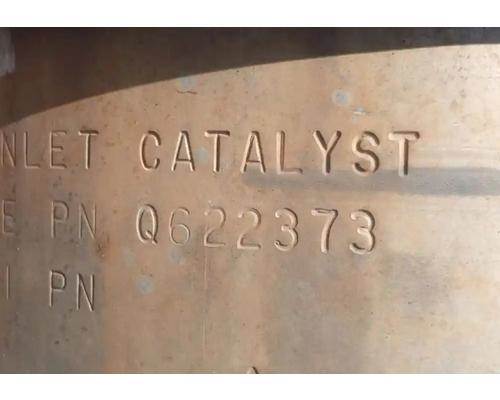 NLET CATALYST
E PN Q622373
I PN